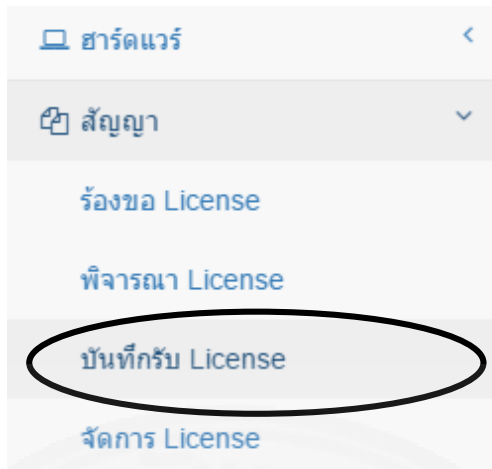 ฮาร์ดแวร์
สัญญา
ร้องขอ License
พิจารณา License
บันทึกรับ License
จัดการ License